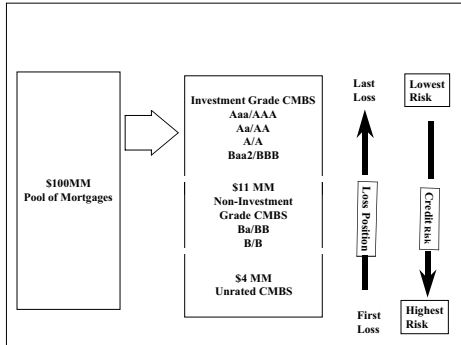 $100MM
Pool of Mortgages
Investment Grade CMBS
Aaa/AAA
Aa/AA
A/A
Baa2/BBB
$11 MM
Non-Investment
Grade CMBS
Ba/BB
B/B
$4 MM
Unrated CMBS
Last
Loss
Loss Position
First
Loss
Lowest
Risk
Credit Risk
Highest
Risk